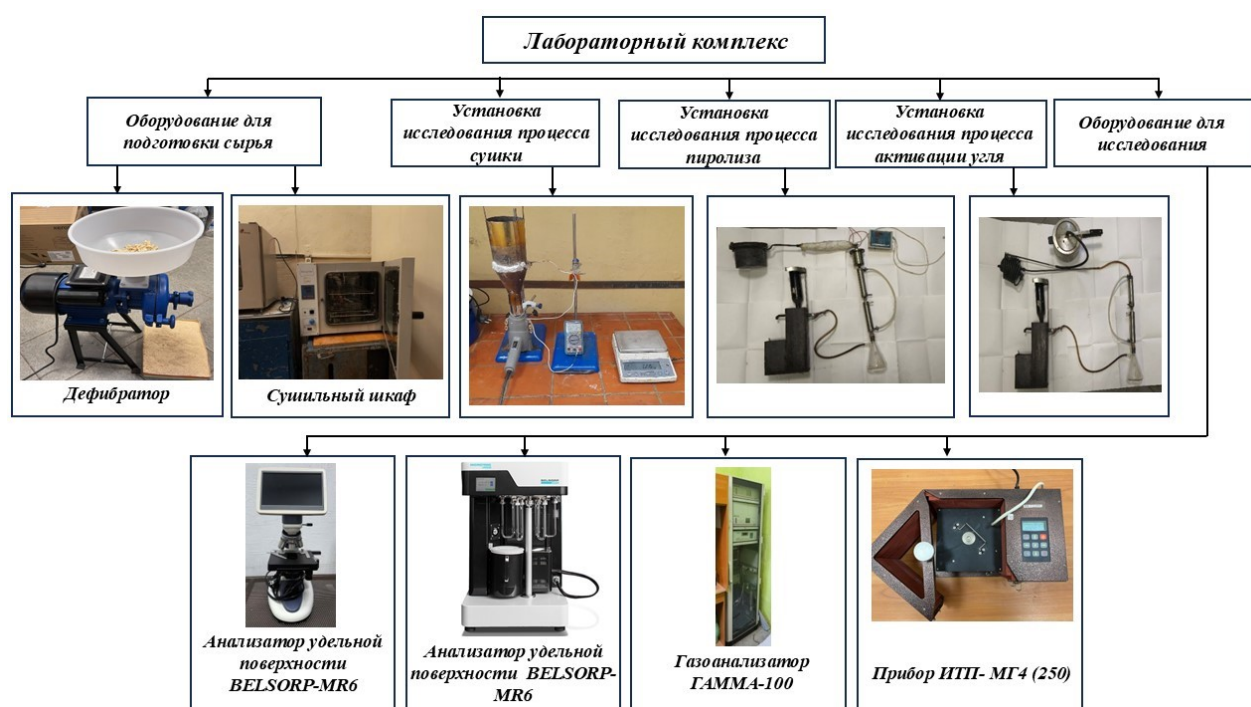 Лабораторный комплекс
Оборудование для
подготовки сырья
Установка
исследования процесса
сушки
Установка
исследования процесса
пиролиза
Установка
исследования процесса
активации угля
Оборудование для
исследования
Дефибратор
Сушильный шкаф
Анализатор удельной
поверхности
BELSORP-MR6
Анализатор удельной
поверхности BELSORP-
MR6
Газоанализатор
ГАММА-100
Прибор ИТП- МГ4 (250)